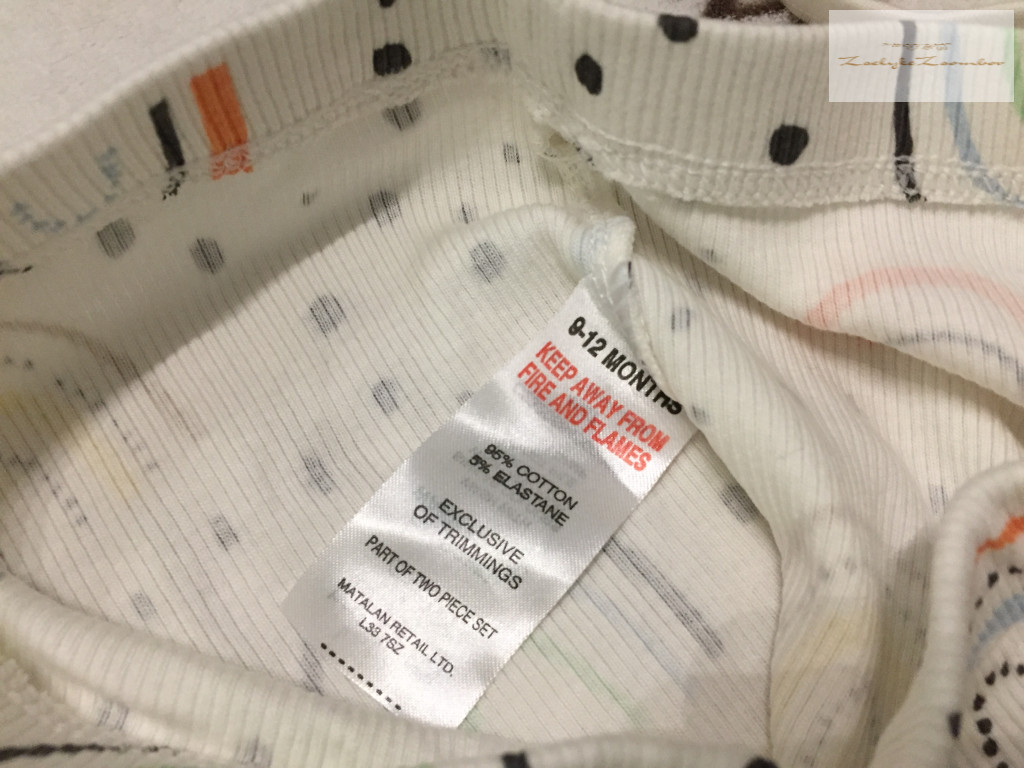 9-12 MONTHS
KEEP AWAY FROM
FIRE AND FLAMES
95% COTTON
5% ELASTANE
EXCLUSIVE
OF TRIMMINGS
PART OF TWO PIECE SET
MATALAN RETAIL LTD.
L33 7SZ